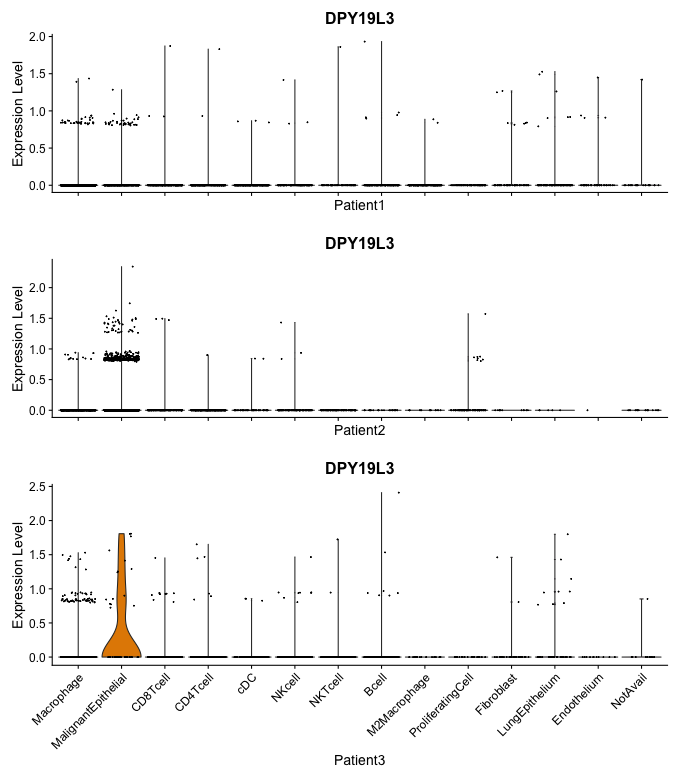 DPY19L3
Expression Level
2.0
1.5
1.0
0.5
0.0
Patient1
DPY19L3
Expression Level
2.0
1.5
1.0
0.5
0.0
Patient2
DPY19L3
Expression Level
2.5
2.0
1.5
1.0
0.5
0.0
Macrophage
MalignantEpithelial
CD8Tcell
CD4Tcell
cDC
NKcell
NKTcell
Bcell
M2Macrophage
ProliferatingCell
Fibroblast
LungEpithelium
Endothelium
NotAvail
Patient3